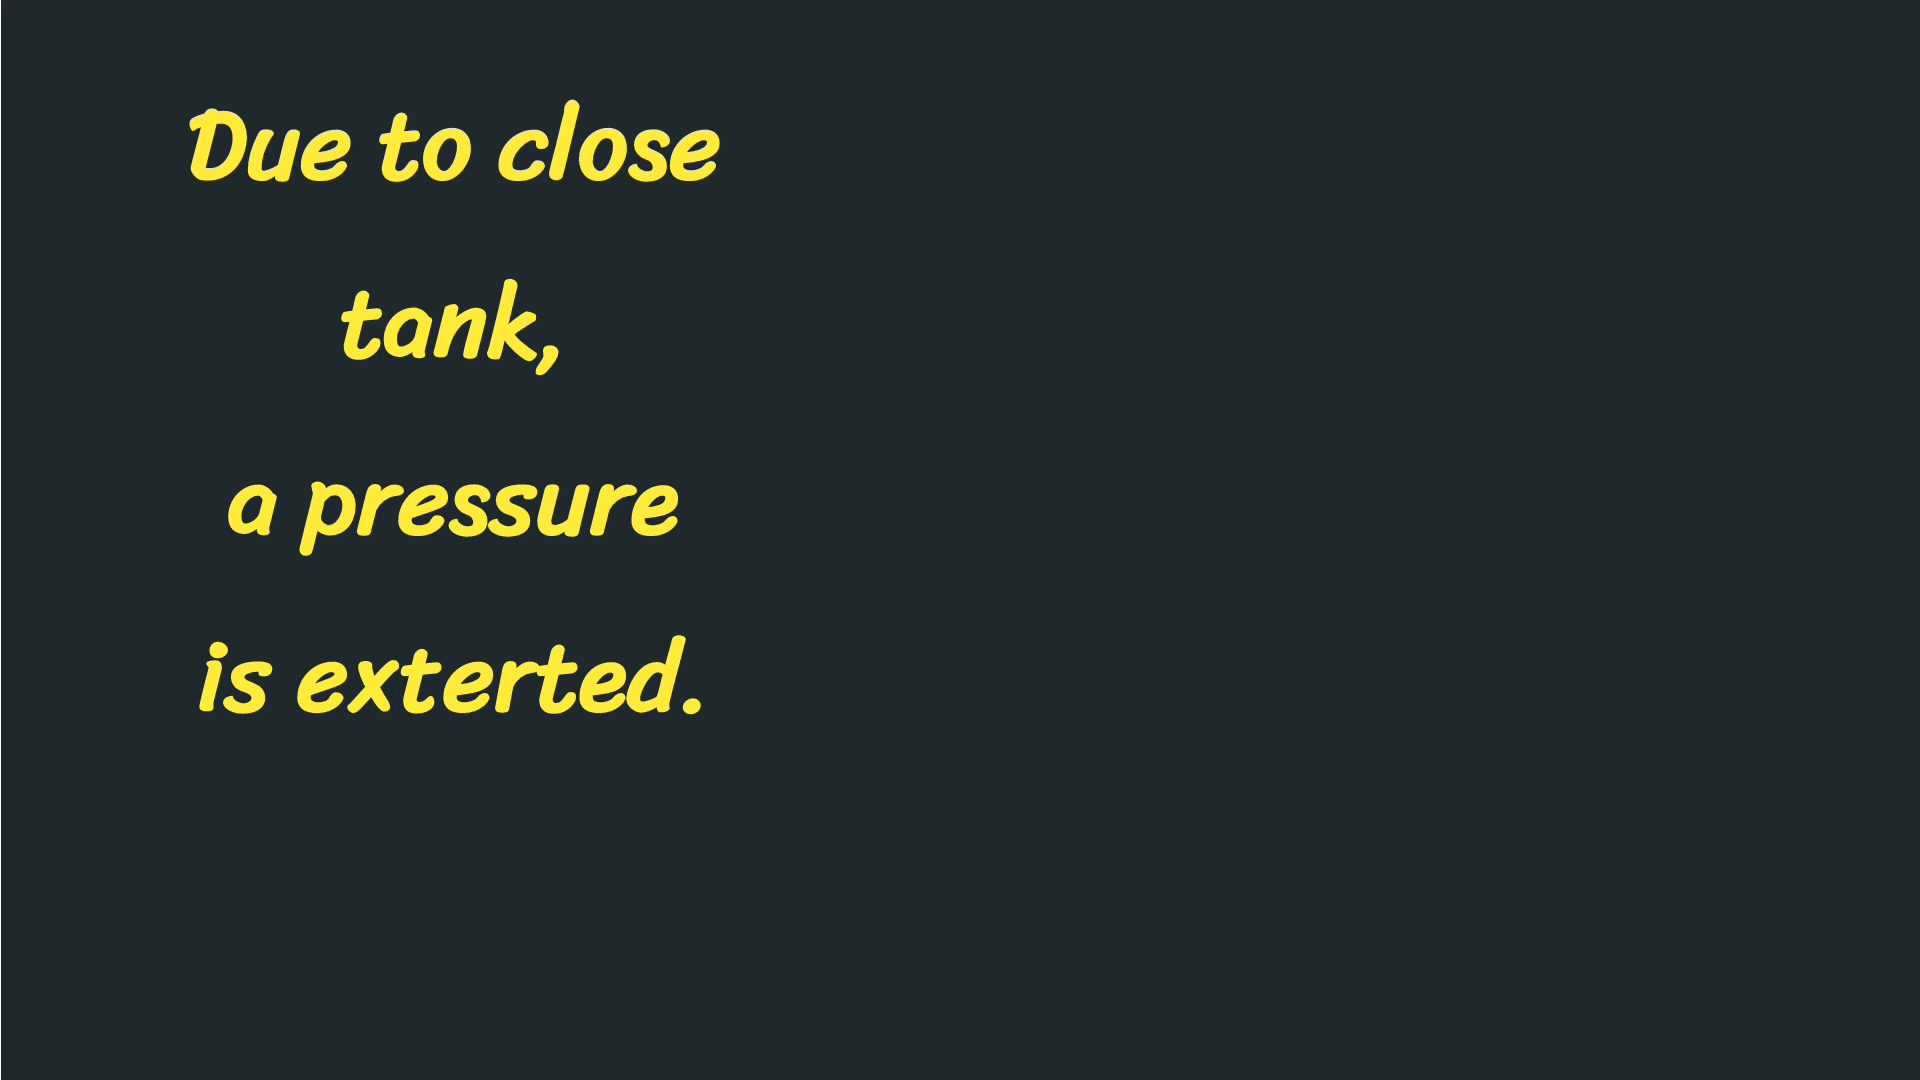 Due to close
tank,
a pressure
is exterted.